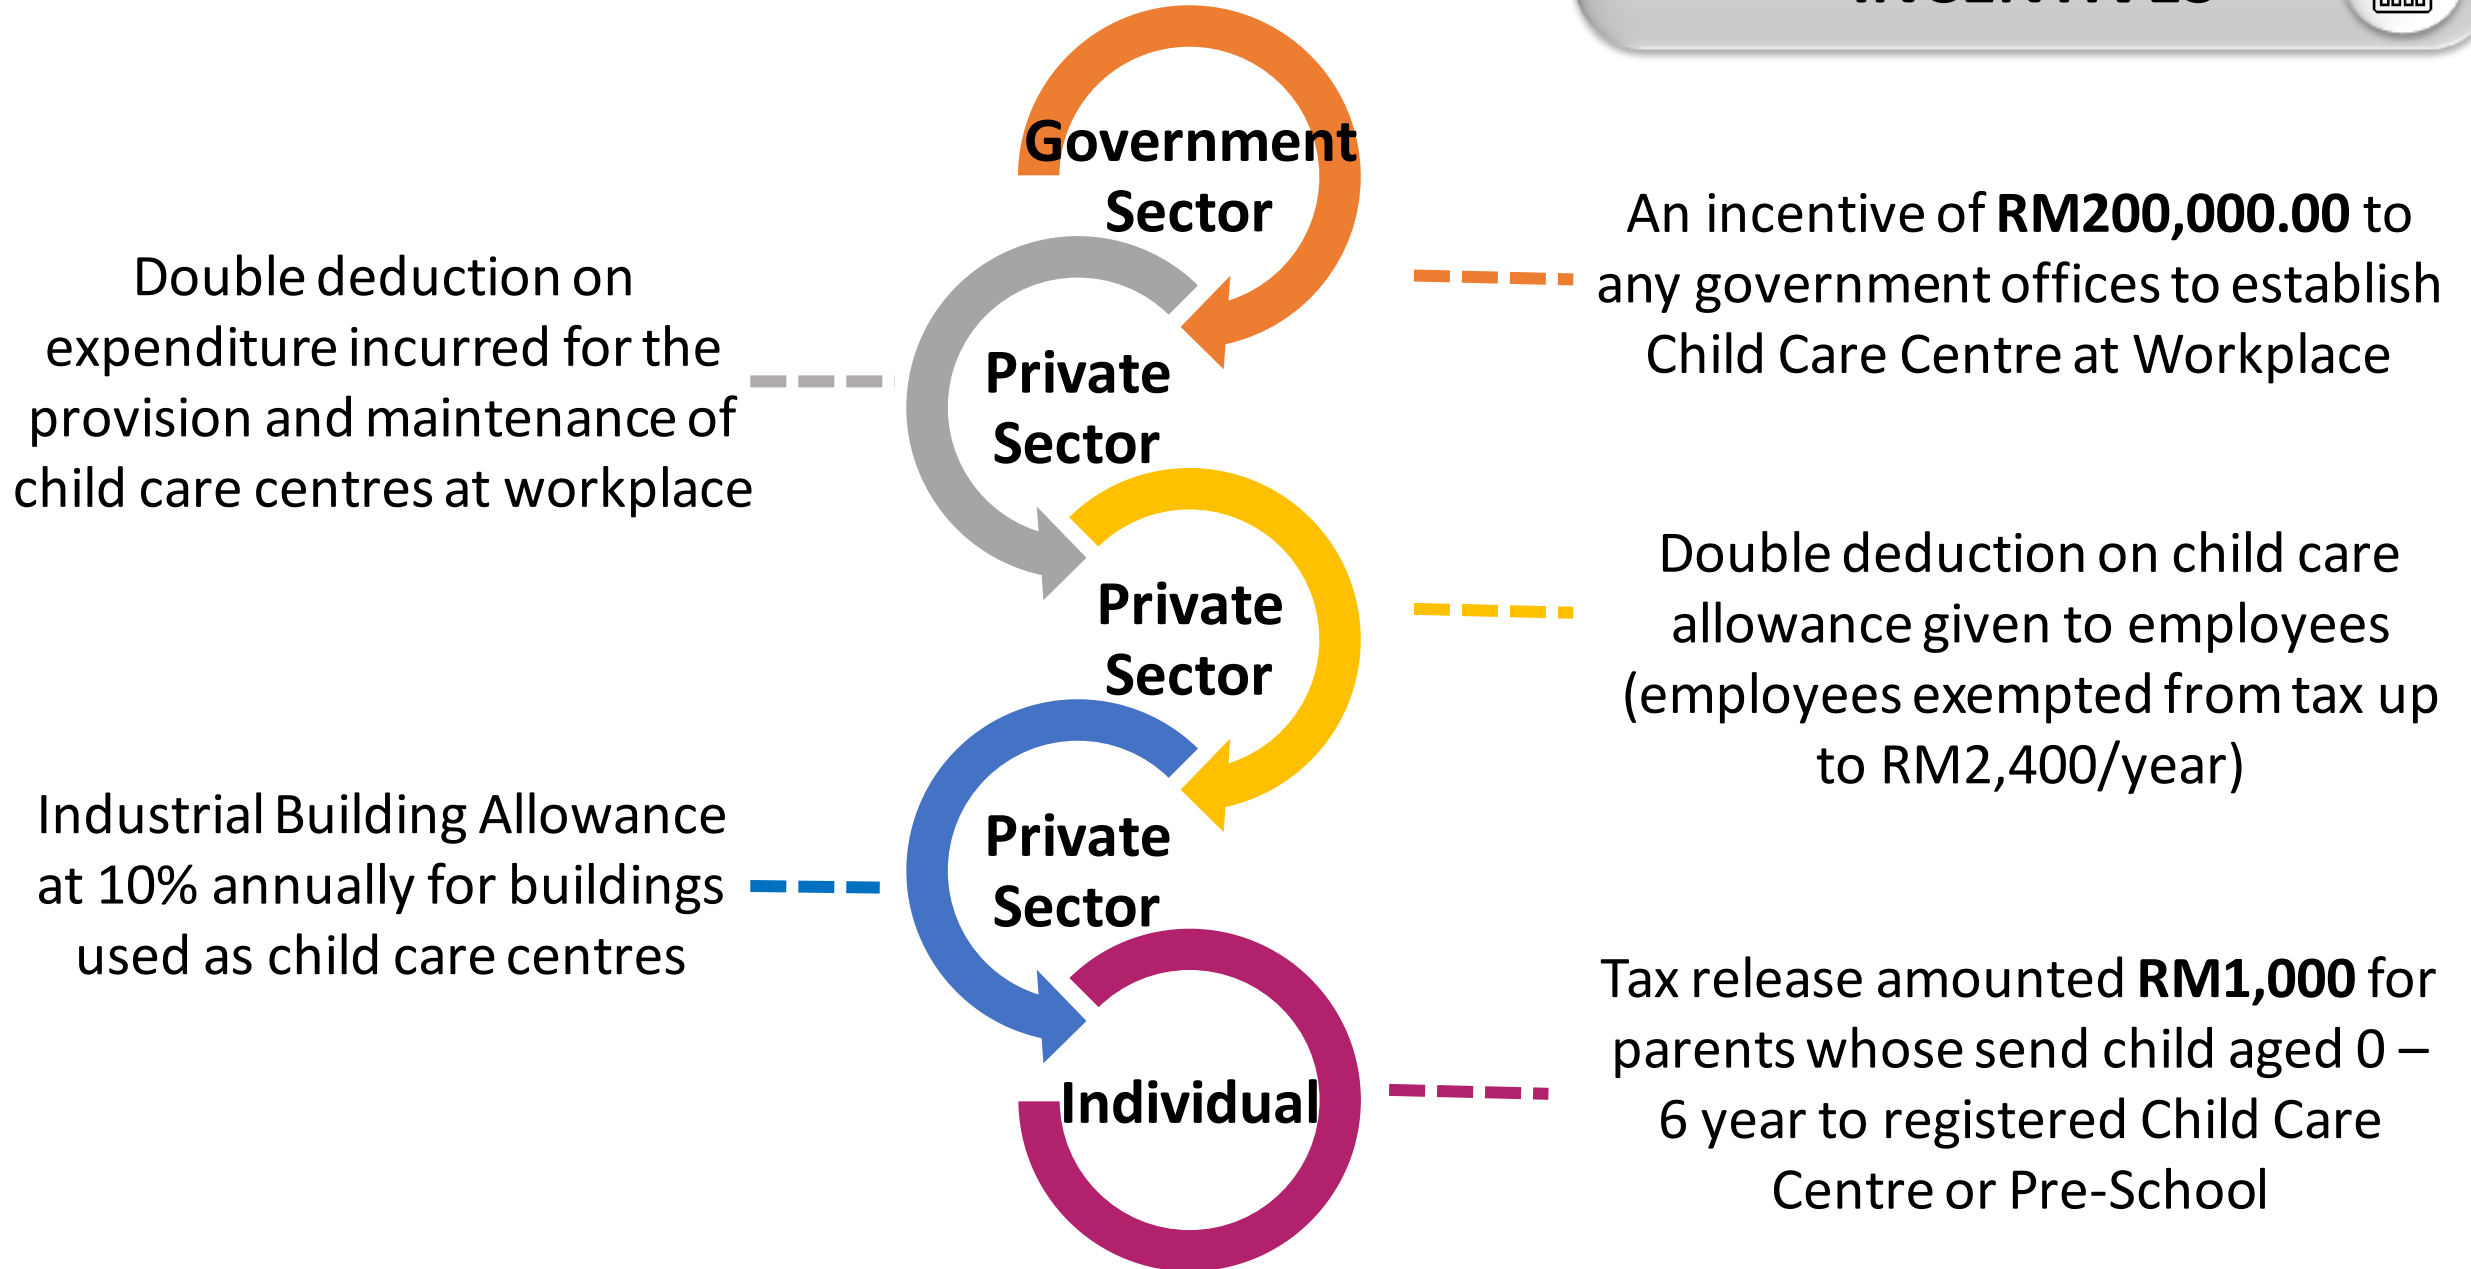 INCENTIVES
Government
Sector
An incentive of RM200,000.00 to
any government offices to establish
Child Care Centre at Workplace
Double deduction on
expenditure incurred for the
provision and maintenance of
child care centres at workplace
Private
Sector
Private
Sector
Double deduction on child care
allowance given to employees
(employees exempted from tax up
to RM2,400/year)
Industrial Building Allowance
at 10% annually for buildings
used as child care centres
Private
Sector
Individual
Tax release amounted RM1,000 for
parents whose send child aged 0 –
6 year to registered Child Care
Centre or Pre-School